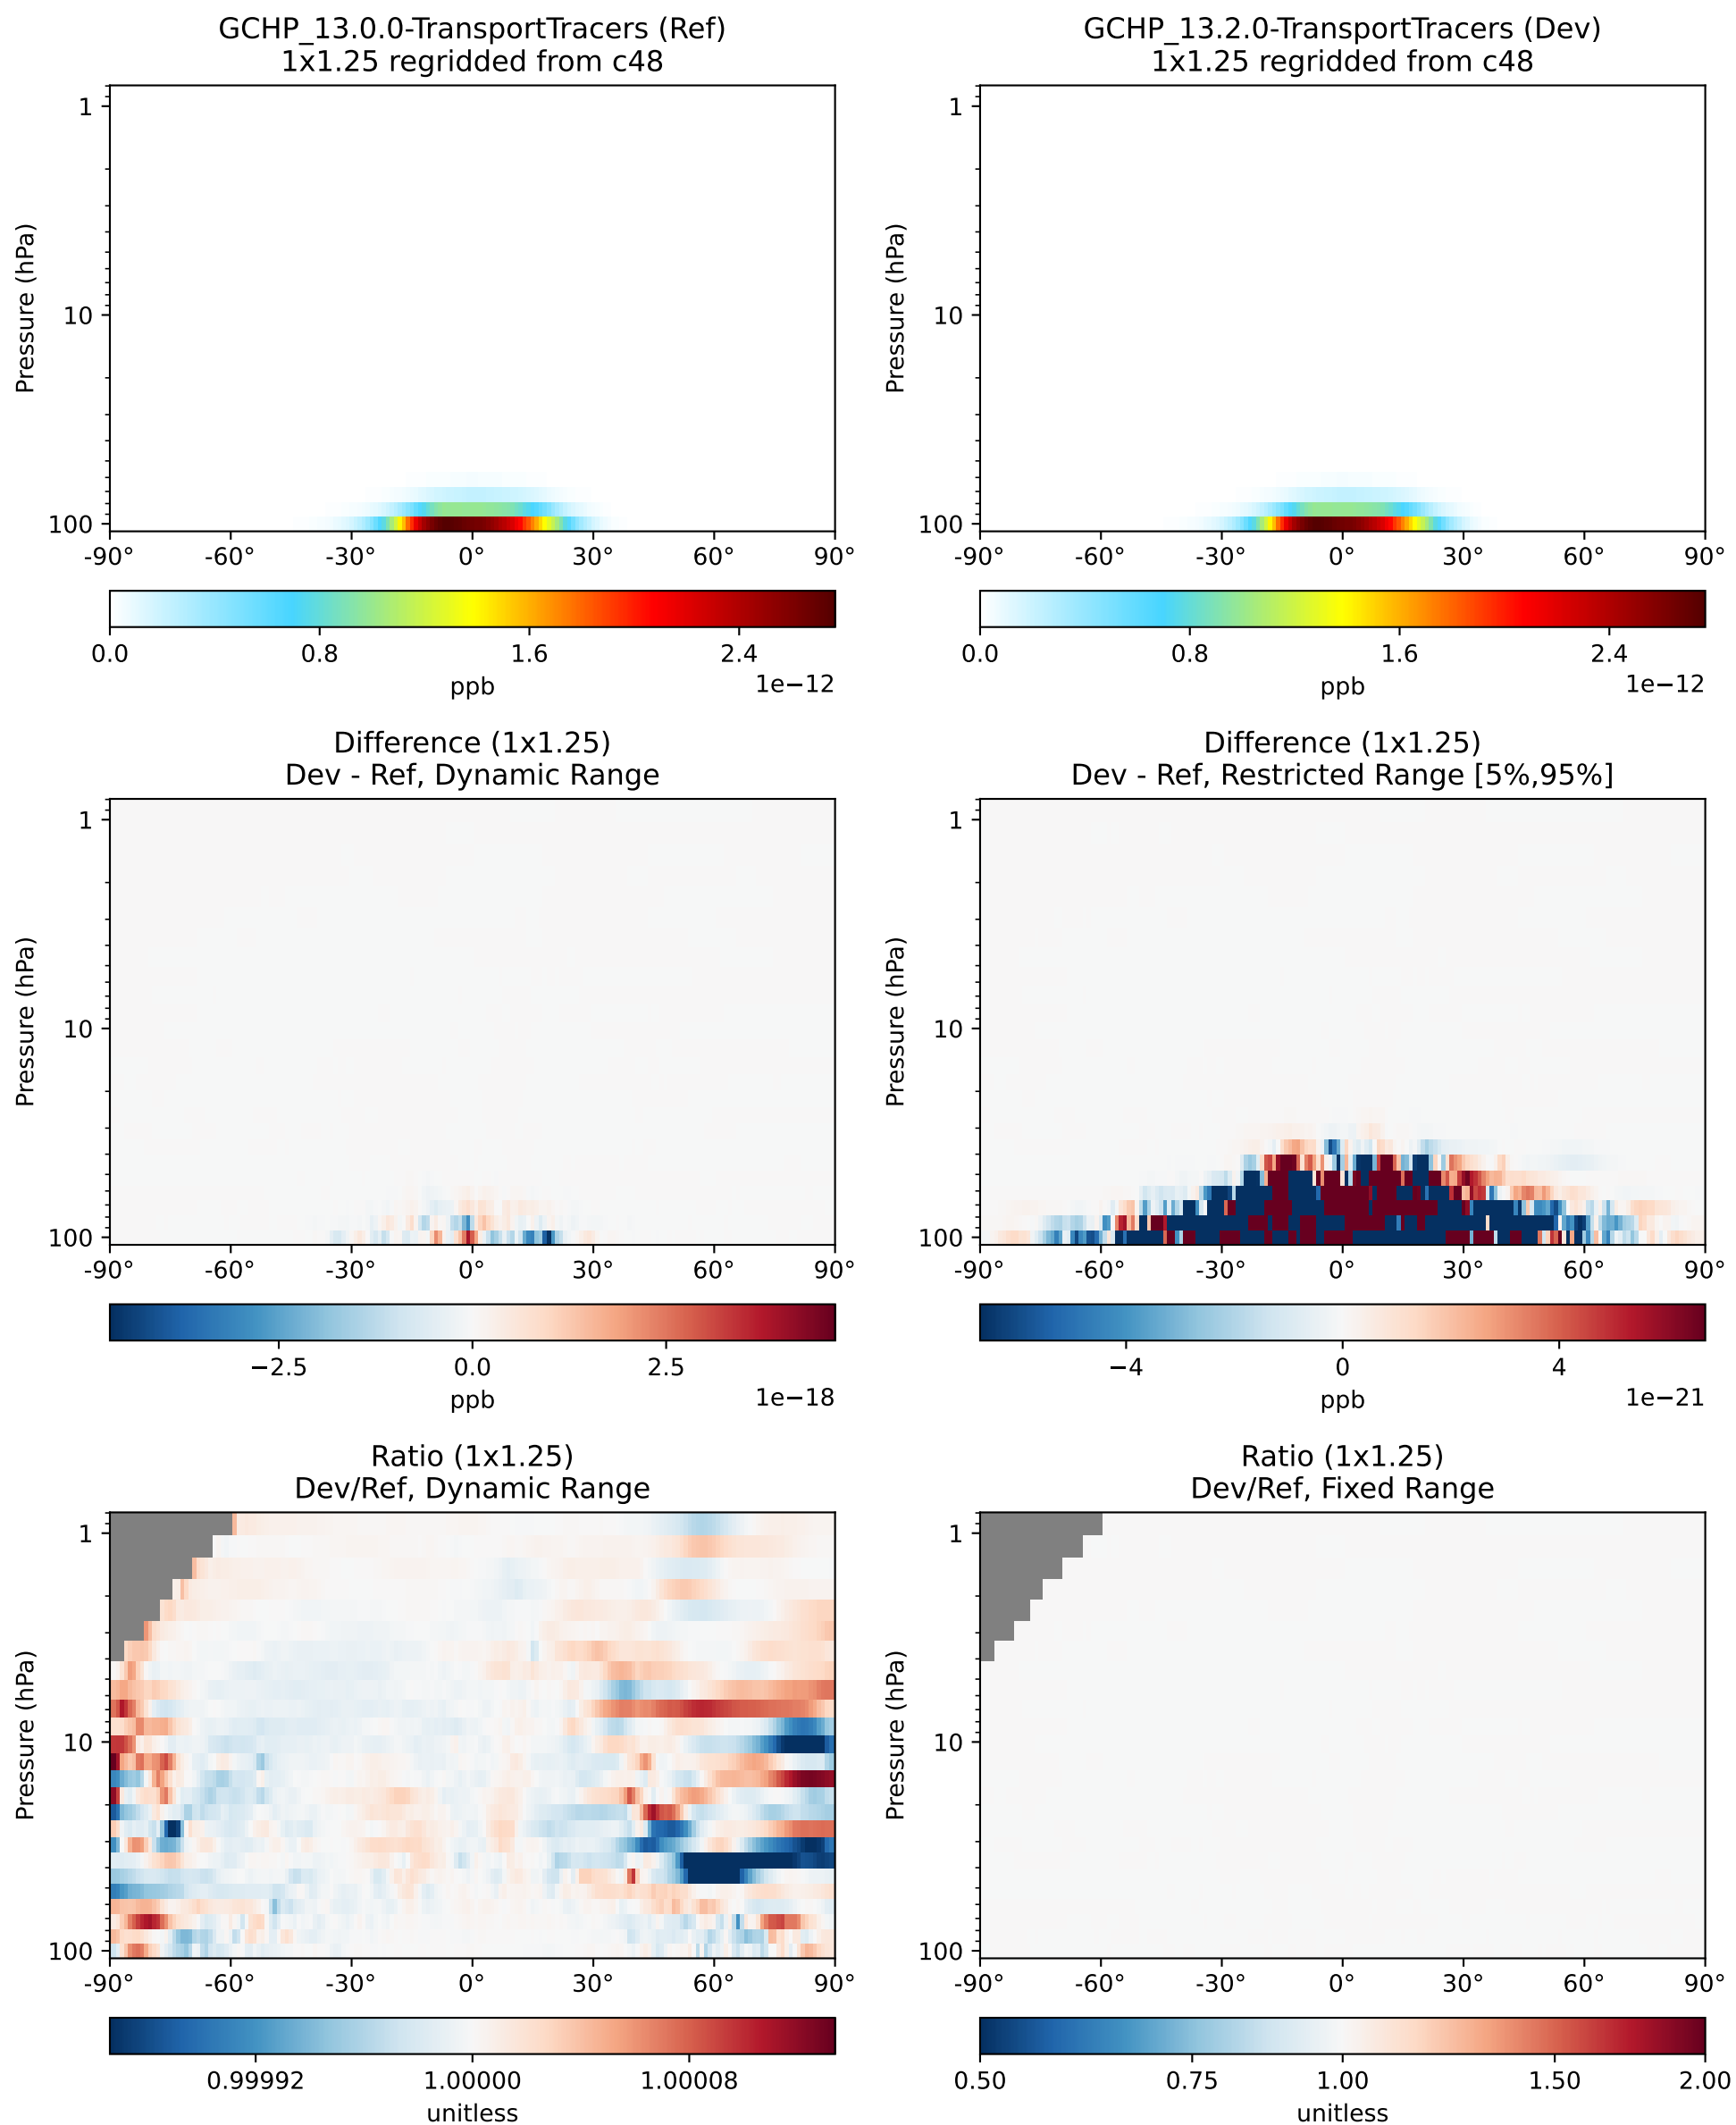 GCHP_13.0.0-TransportTracers (Ref)
1x1.25 regridded from c48
Pressure (hPa)
1
10
100
-90° -60° -30° 0° 30° 60° 90°
0.0 0.8 1.6 2.4
1e−12
ppb
GCHP_13.2.0-TransportTracers (Dev)
1x1.25 regridded from c48
Pressure (hPa)
1
10
100
-90° -60° -30° 0° 30° 60° 90°
0.0 0.8 1.6 2.4
1e−12
ppb
Difference (1x1.25)
Dev - Ref, Dynamic Range
Pressure (hPa)
1
10
100
-90° -60° -30° 0° 30° 60° 90°
−2.5 0.0 2.5
1e−18
ppb
Difference (1x1.25)
Dev - Ref, Restricted Range [5%,95%]
Pressure (hPa)
1
10
100
-90° -60° -30° 0° 30° 60° 90°
−4 0 4
1e−21
ppb
Ratio (1x1.25)
Dev/Ref, Dynamic Range
Pressure (hPa)
1
10
100
-90° -60° -30° 0° 30° 60° 90°
0.99992 1.00000 1.00008
unitless
Ratio (1x1.25)
Dev/Ref, Fixed Range
Pressure (hPa)
1
10
100
-90° -60° -30° 0° 30° 60° 90°
0.50 0.75 1.00 1.50 2.00
unitless